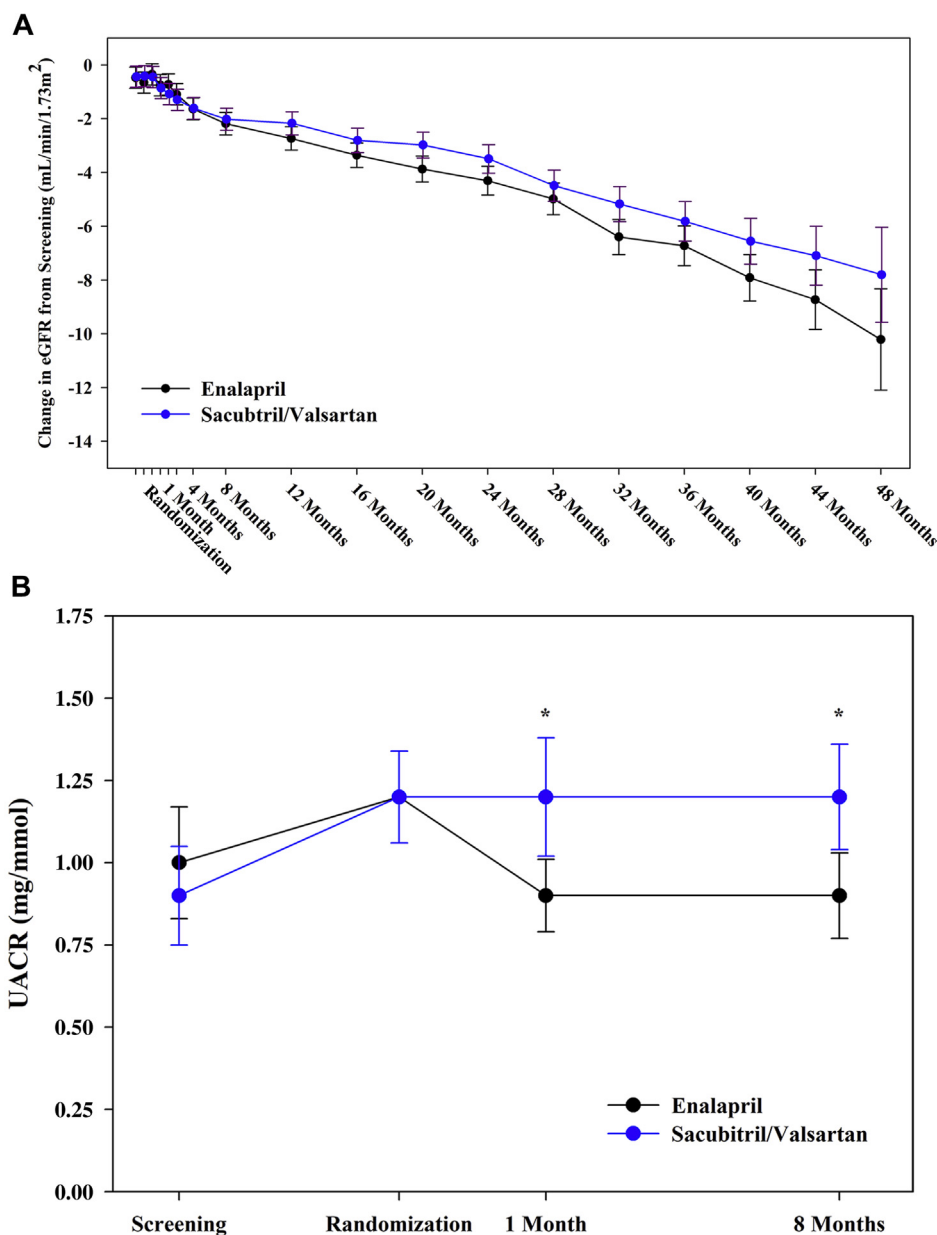 A
Change in eGFR from Screening (mL/min/1.73m²)
0
-2
-4
-6
-8
-10
-12
-14
Enalapril
Sacubtril/Valsartan
Randomization
1 Month
4 Months
8 Months
12 Months
16 Months
20 Months
24 Months
28 Months
32 Months
36 Months
40 Months
44 Months
48 Months
B
UACR (mg/mmol)
1.75
1.50
1.25
1.00
0.75
0.50
0.25
0.00
*
*
Enalapril
Sacubitril/Valsartan
Screening
Randomization
1 Month
8 Months